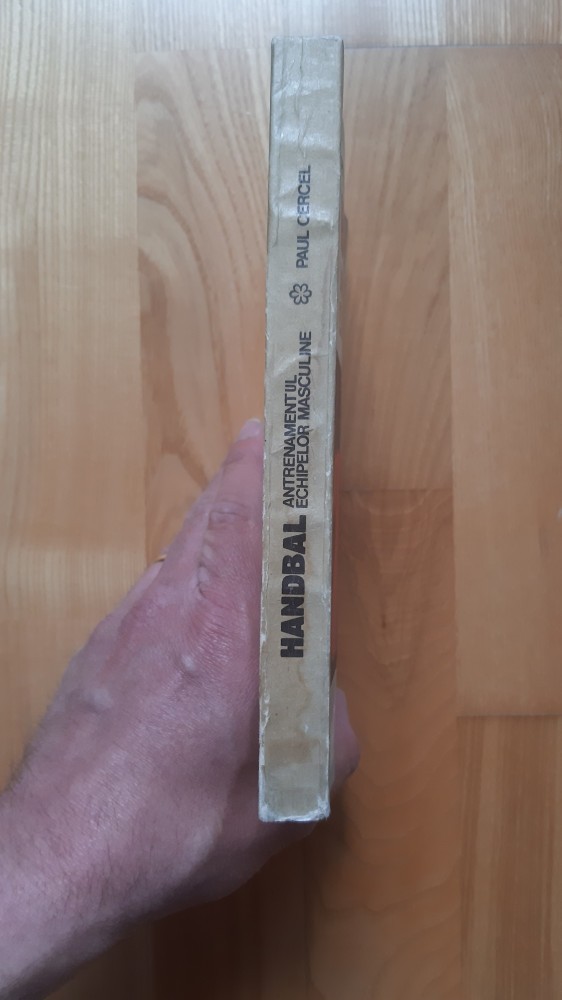 HANDBAL
ANTRENAMENTUL
ECHIPELOR MASCULINE
PAUL CERCEL